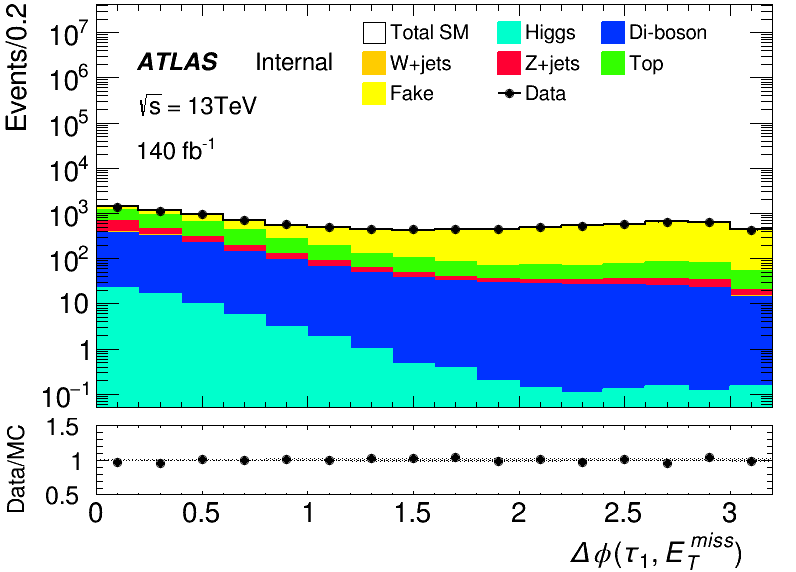 Events/0.2
10⁷
10⁶
10⁵
10⁴
10³
10²
10
1
10⁻¹
ATLAS Internal
√s = 13TeV
140 fb⁻¹
Total SM Higgs Di-boson
W+jets Z+jets Top
Fake Data
Data/MC
1.5
1
0.5
0 0.5 1 1.5 2 2.5 3
Δϕ(τ₁, E_T^miss)